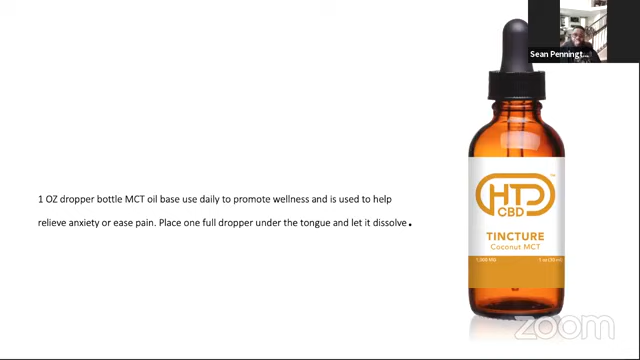 Sean Penningt...
1 OZ dropper bottle MCT oil base use daily to promote wellness and is used to help
relieve anxiety or ease pain. Place one full dropper under the tongue and let it dissolve.
HTD
CBD
TINCTURE
Coconut MCT
1,000 MG 1 oz (30 ml)
zoom